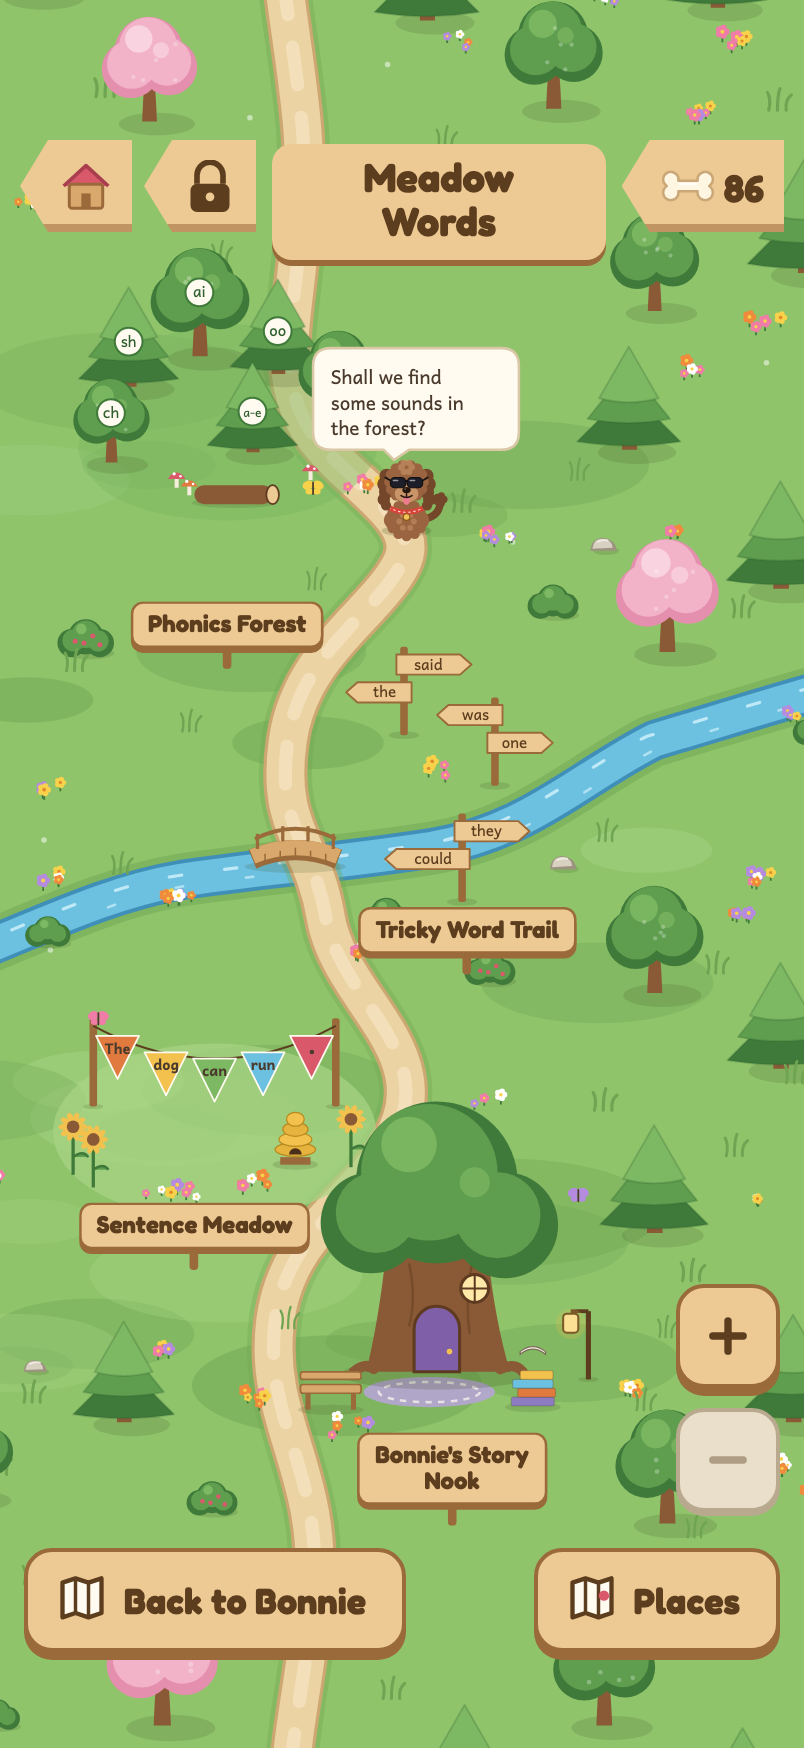 Meadow
Words
86
ai
sh
oo
ch
a-e
Shall we find
some sounds in
the forest?
Phonics Forest
said
the
was
one
they
could
Tricky Word Trail
The dog can run .
Sentence Meadow
Bonnie's Story
Nook
Back to Bonnie
Places